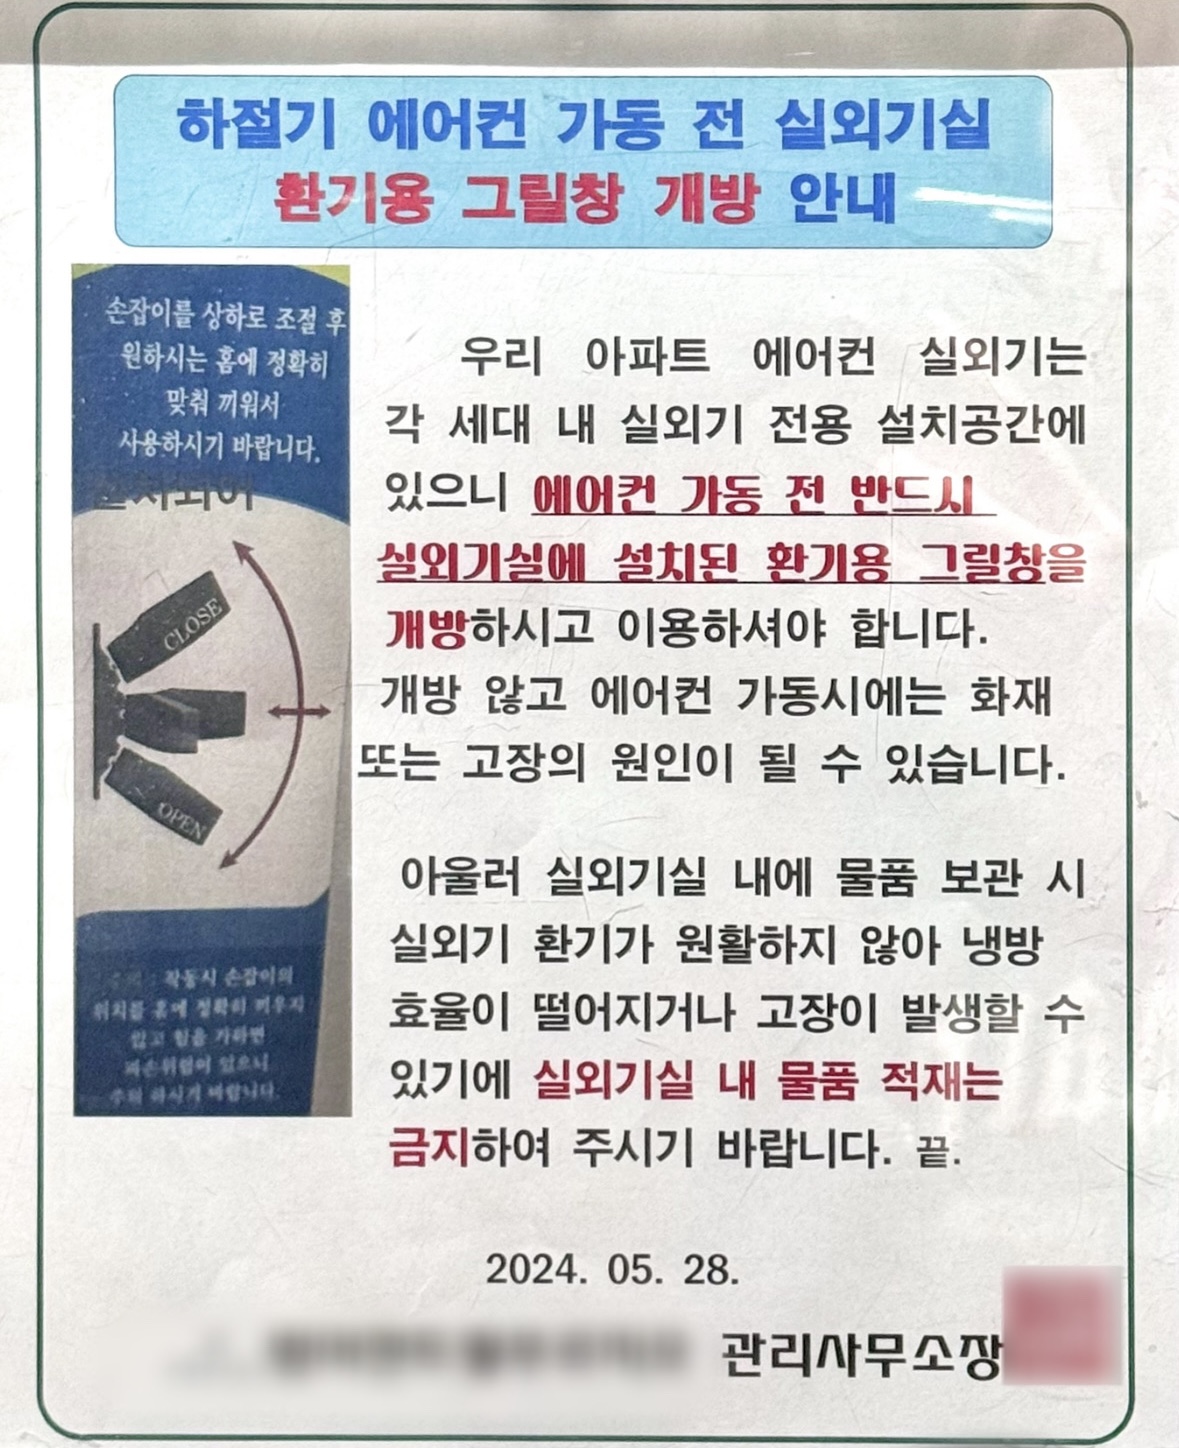 하절기 에어컨 가동 전 실외기실
환기용 그릴창 개방 안내
손잡이를 상하로 조절 후
원하시는 홈에 정확히
맞춰 끼워서
사용하시기 바랍니다.
설치되어
CLOSE
OPEN
작동시 손잡이의
위치를 홈에 정확히 끼우지
않고 힘을 가하면
파손위험이 있으니
주의 하시기 바랍니다.
우리 아파트 에어컨 실외기는
각 세대 내 실외기 전용 설치공간에
있으니 에어컨 가동 전 반드시
실외기실에 설치된 환기용 그릴창을
개방하시고 이용하셔야 합니다.
개방 않고 에어컨 가동시에는 화재
또는 고장의 원인이 될 수 있습니다.
아울러 실외기실 내에 물품 보관 시
실외기 환기가 원활하지 않아 냉방
효율이 떨어지거나 고장이 발생할 수
있기에 실외기실 내 물품 적재는
금지하여 주시기 바랍니다. 끝.
2024. 05. 28.
관리사무소장